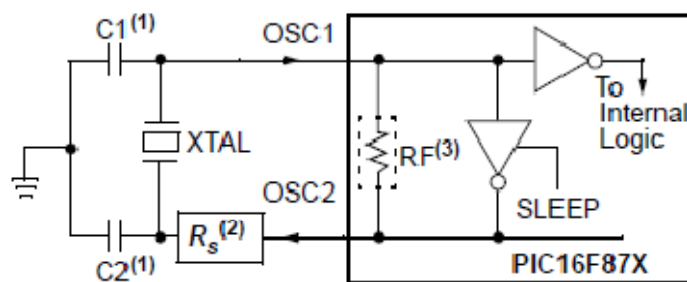 C1(1)
OSC1
To
Internal
Logic
XTAL
RF(3)
OSC2
SLEEP
Rs(2)
C2(1)
PIC16F87X